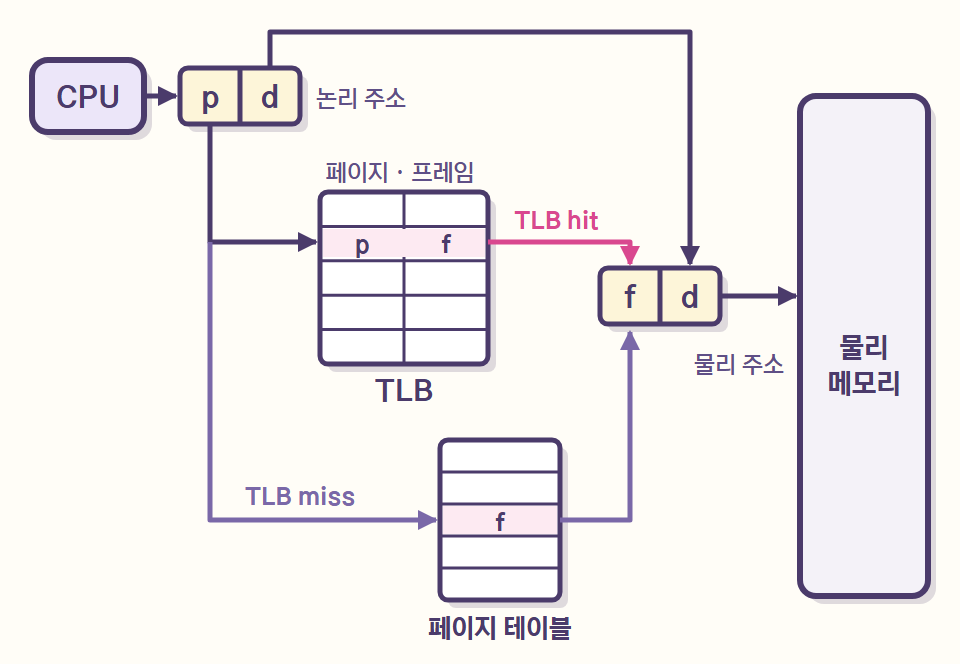 CPU
p
d
논리 주소
페이지 · 프레임
p
f
TLB hit
TLB
f
d
물리 주소
물리
메모리
TLB miss
f
페이지 테이블